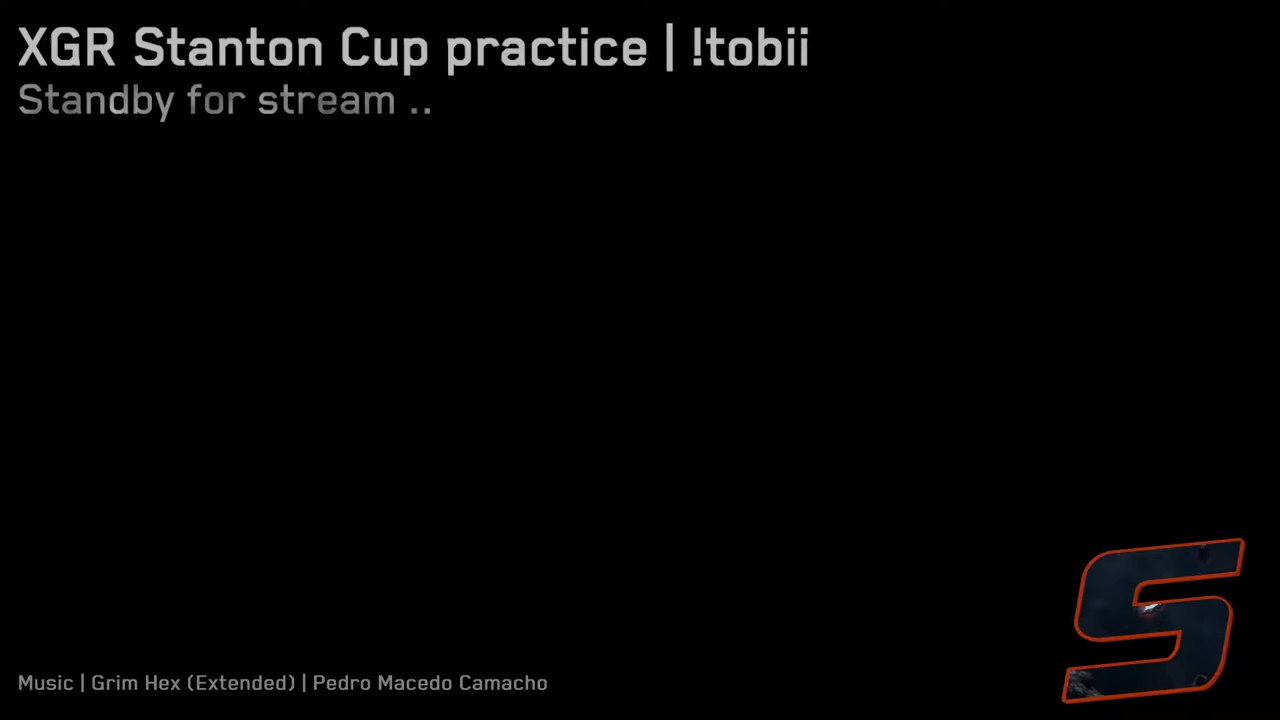 XGR Stanton Cup practice | !tobii
Standby for stream ..
S
Music | Grim Hex (Extended) | Pedro Macedo Camacho